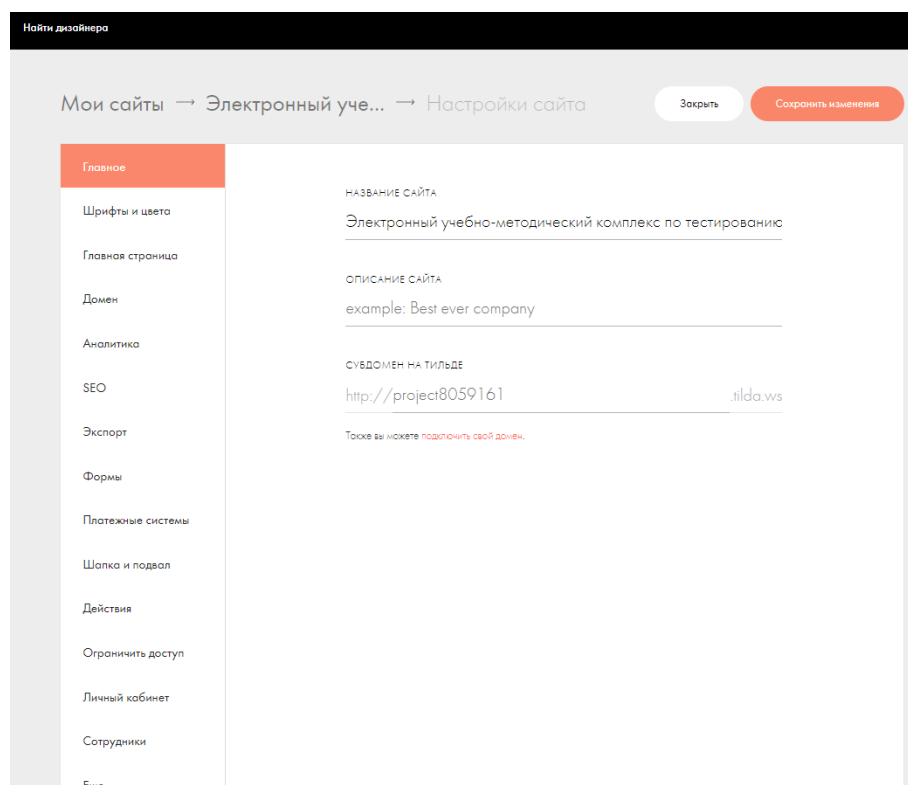 Найти дизайнера
Мои сайты → Электронный уче... → Настройки сайта
Закрыть
Сохранить изменения
Главное
Шрифты и цвета
Главная страница
Домен
Аналитика
SEO
Экспорт
Формы
Платежные системы
Шапка и подвал
Действия
Ограничить доступ
Личный кабинет
Сотрудники
НАЗВАНИЕ САЙТА
Электронный учебно-методический комплекс по тестированию
ОПИСАНИЕ САЙТА
example: Best ever company
СУБДОМЕН НА ТИЛЬДЕ
http://project8059161 .tilda.ws
Также вы можете подключить свой домен.